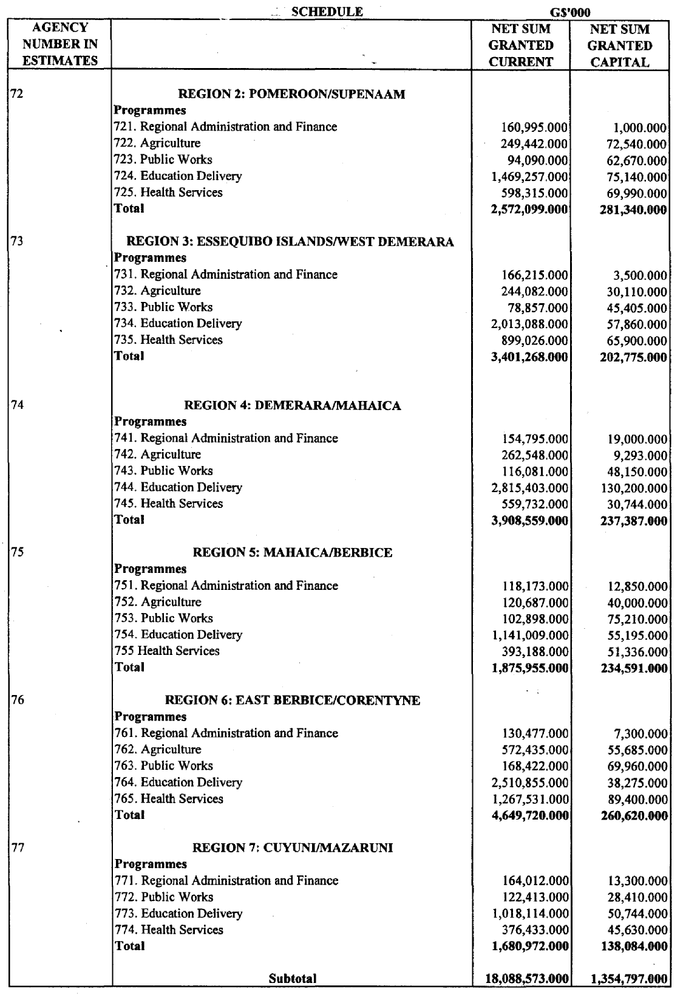 SCHEDULE G$'000
AGENCY NUMBER IN ESTIMATES NET SUM GRANTED CURRENT NET SUM GRANTED CAPITAL
72 REGION 2: POMEROON/SUPENAAM
Programmes
721. Regional Administration and Finance 160,995.000 1,000.000
722. Agriculture 249,442.000 72,540.000
723. Public Works 94,090.000 62,670.000
724. Education Delivery 1,469,257.000 75,140.000
725. Health Services 598,315.000 69,990.000
Total 2,572,099.000 281,340.000
73 REGION 3: ESSEQUIBO ISLANDS/WEST DEMERARA
Programmes
731. Regional Administration and Finance 166,215.000 3,500.000
732. Agriculture 244,082.000 30,110.000
733. Public Works 78,857.000 45,405.000
734. Education Delivery 2,013,088.000 57,860.000
735. Health Services 899,026.000 65,900.000
Total 3,401,268.000 202,775.000
74 REGION 4: DEMERARA/MAHAICA
Programmes
741. Regional Administration and Finance 154,795.000 19,000.000
742. Agriculture 262,548.000 9,293.000
743. Public Works 116,081.000 48,150.000
744. Education Delivery 2,815,403.000 130,200.000
745. Health Services 559,732.000 30,744.000
Total 3,908,559.000 237,387.000
75 REGION 5: MAHAICA/BERBICE
Programmes
751. Regional Administration and Finance 118,173.000 12,850.000
752. Agriculture 120,687.000 40,000.000
753. Public Works 102,898.000 75,210.000
754. Education Delivery 1,141,009.000 55,195.000
755 Health Services 393,188.000 51,336.000
Total 1,875,955.000 234,591.000
76 REGION 6: EAST BERBICE/CORENTYNE
Programmes
761. Regional Administration and Finance 130,477.000 7,300.000
762. Agriculture 572,435.000 55,685.000
763. Public Works 168,422.000 69,960.000
764. Education Delivery 2,510,855.000 38,275.000
765. Health Services 1,267,531.000 89,400.000
Total 4,649,720.000 260,620.000
77 REGION 7: CUYUNI/MAZARUNI
Programmes
771. Regional Administration and Finance 164,012.000 13,300.000
772. Public Works 122,413.000 28,410.000
773. Education Delivery 1,018,114.000 50,744.000
774. Health Services 376,433.000 45,630.000
Total 1,680,972.000 138,084.000
Subtotal 18,088,573.000 1,354,797.000